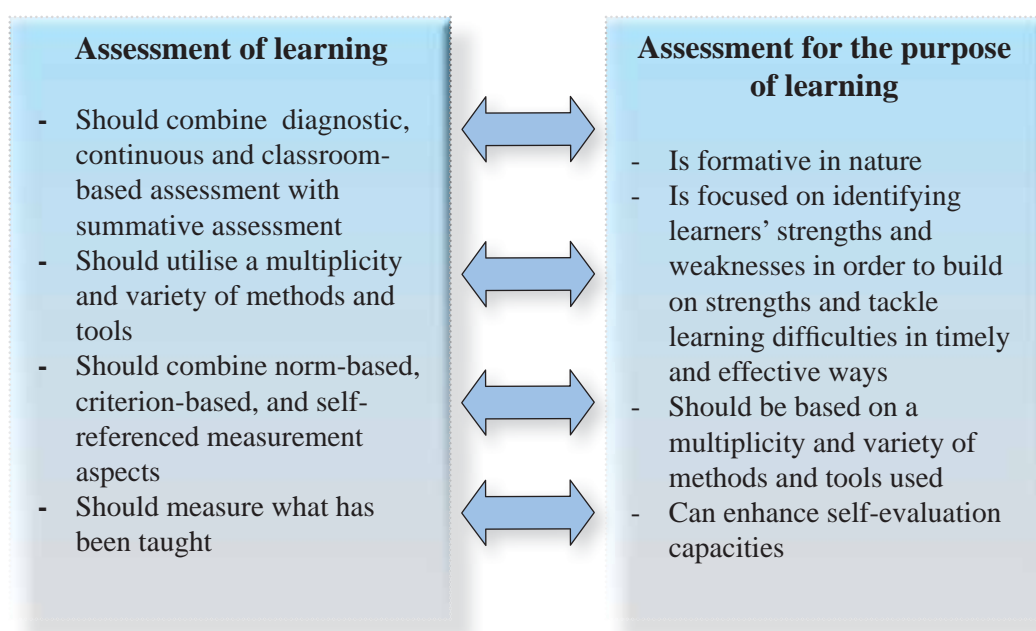 Assessment of learning
- Should combine diagnostic,
continuous and classroom-
based assessment with
summative assessment
- Should utilise a multiplicity
and variety of methods and
tools
- Should combine norm-based,
criterion-based, and self-
referenced measurement
aspects
- Should measure what has
been taught
Assessment for the purpose
of learning
- Is formative in nature
- Is focused on identifying
learners’ strengths and
weaknesses in order to build
on strengths and tackle
learning difficulties in timely
and effective ways
- Should be based on a
multiplicity and variety of
methods and tools used
- Can enhance self-evaluation
capacities